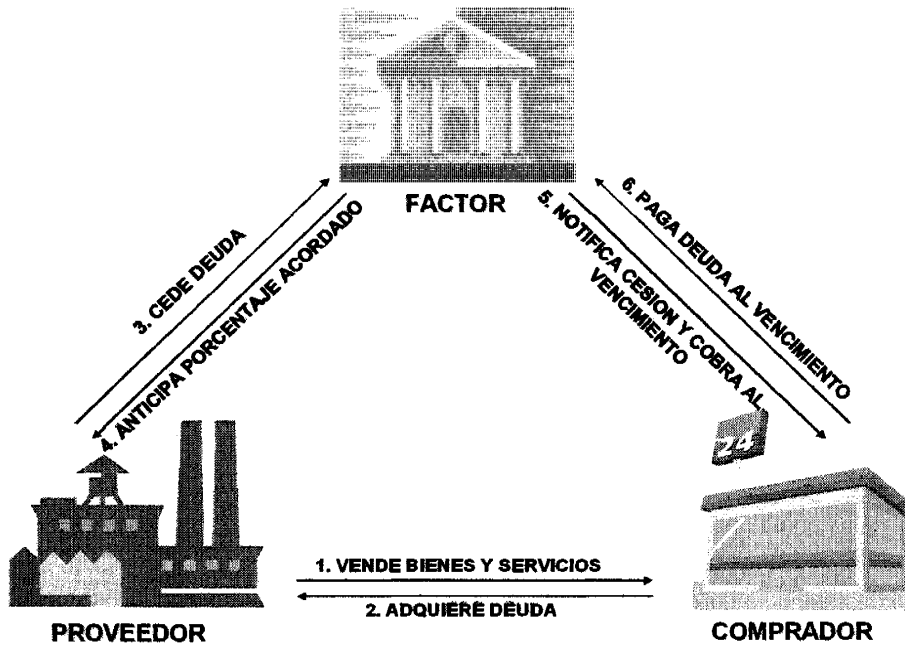 FACTOR
3. CEDE DEUDA
4. ANTICIPA PORCENTAJE ACORDADO
5. NOTIFICA CESION Y COBRA AL
VENCIMIENTO
6. PAGA DEUDA AL VENCIMIENTO
24
1. VENDE BIENES Y SERVICIOS
2. ADQUIERE DEUDA
PROVEEDOR
COMPRADOR